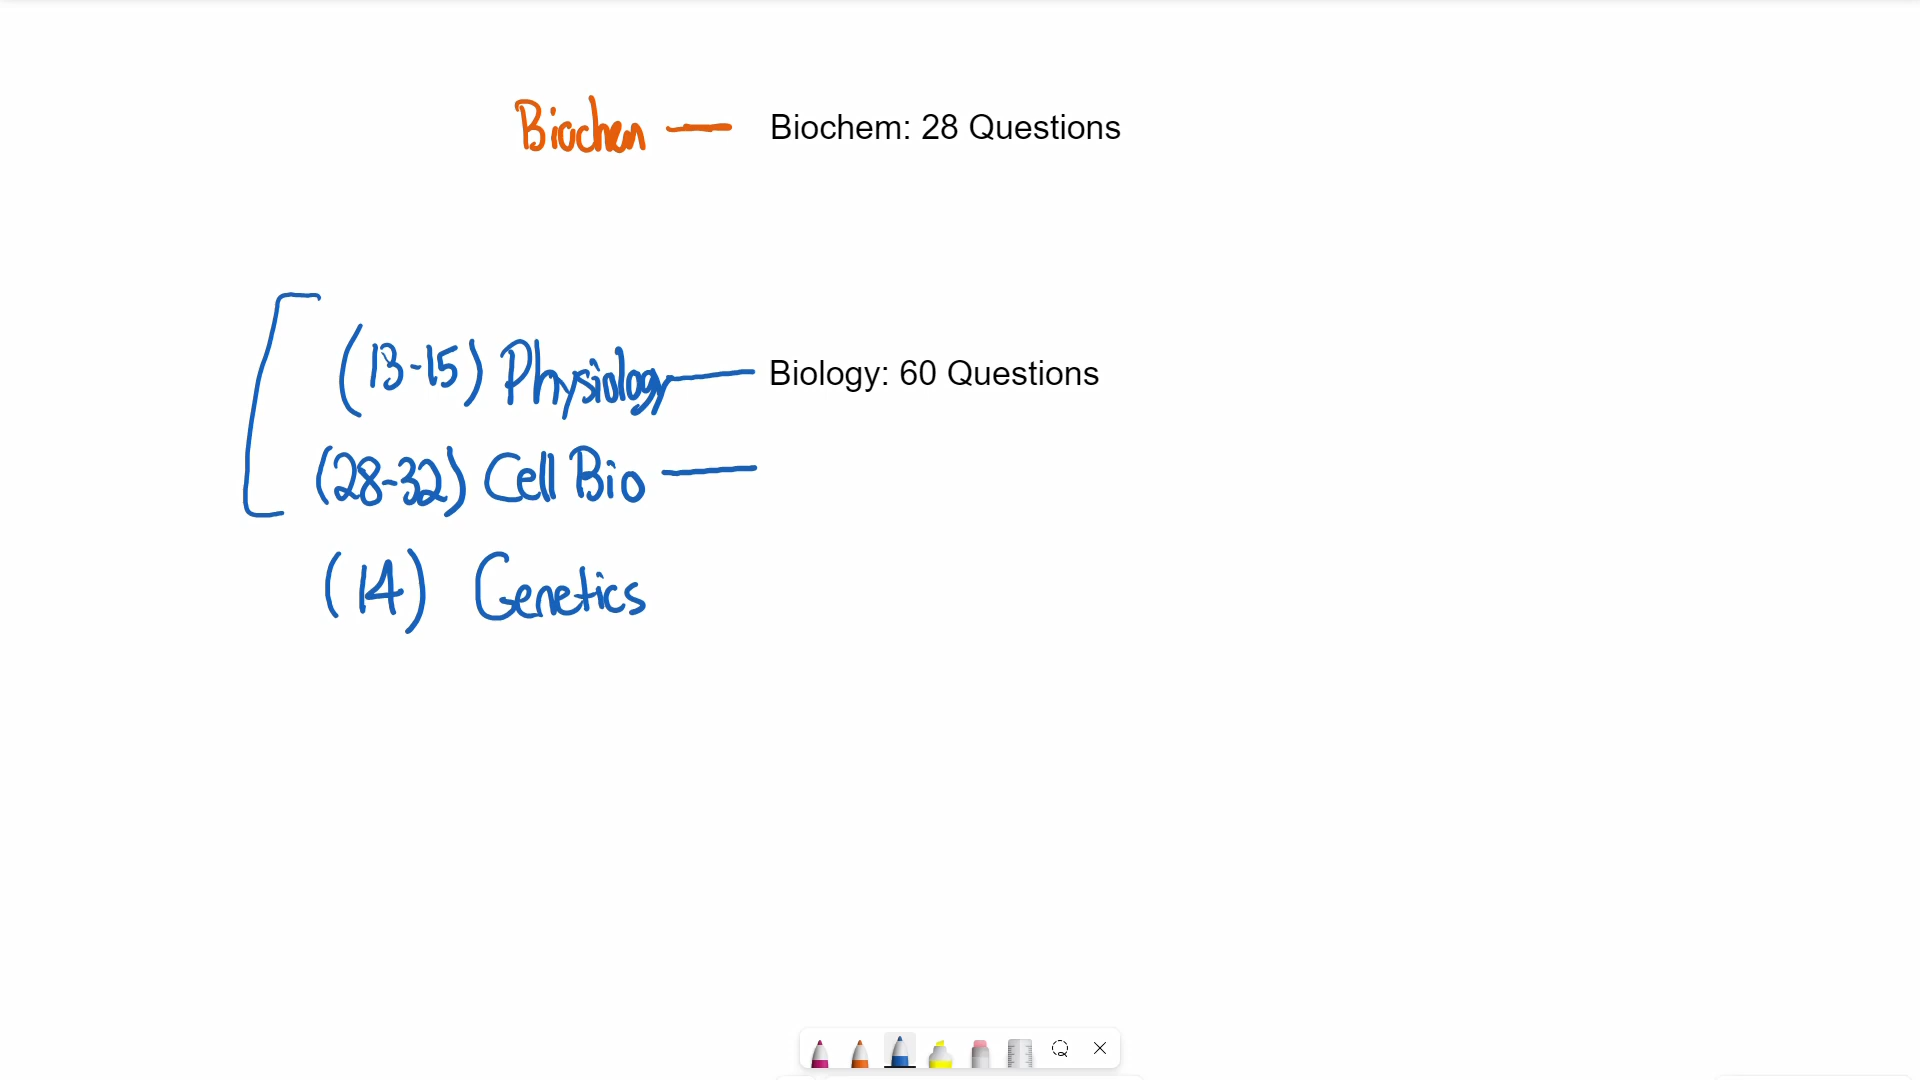 Biochem — Biochem: 28 Questions
(13-15) Physiology — Biology: 60 Questions
(28-32) Cell Bio —
(14) Genetics